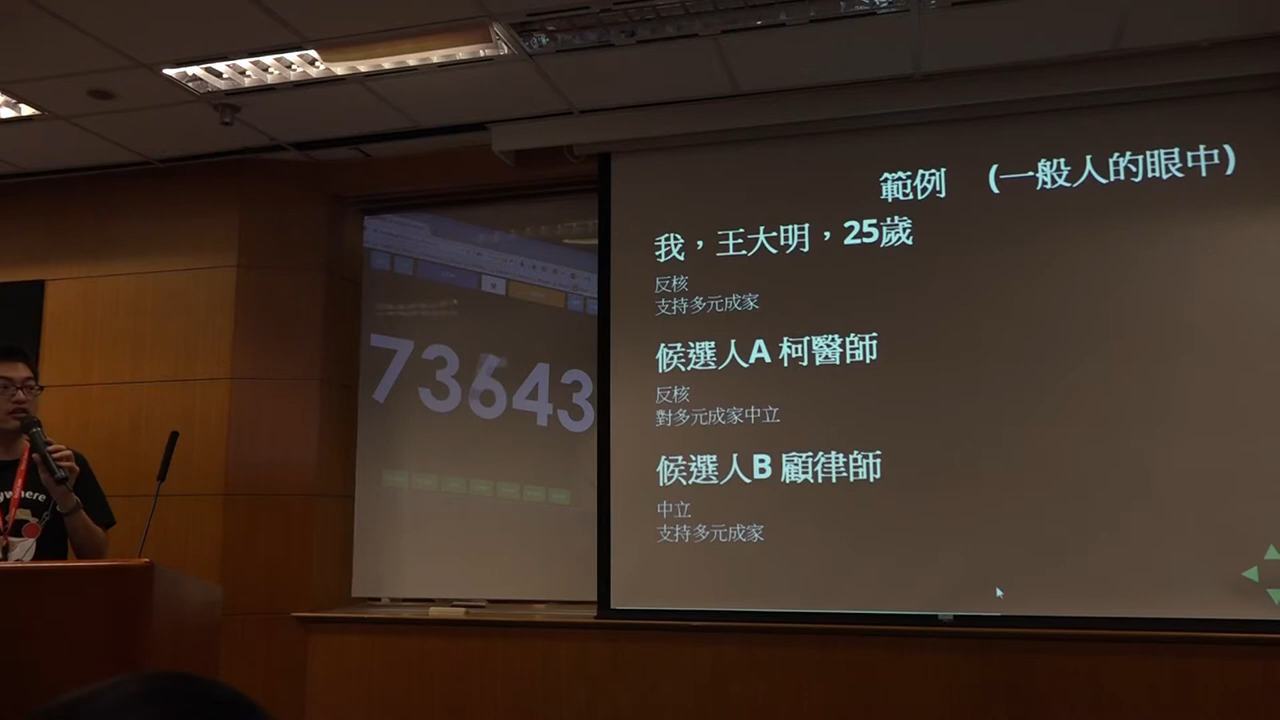 範例 (一般人的眼中)
我，王大明，25歲
反核
支持多元成家
候選人A 柯醫師
反核
對多元成家中立
候選人B 顧律師
中立
支持多元成家
73643
ywhere